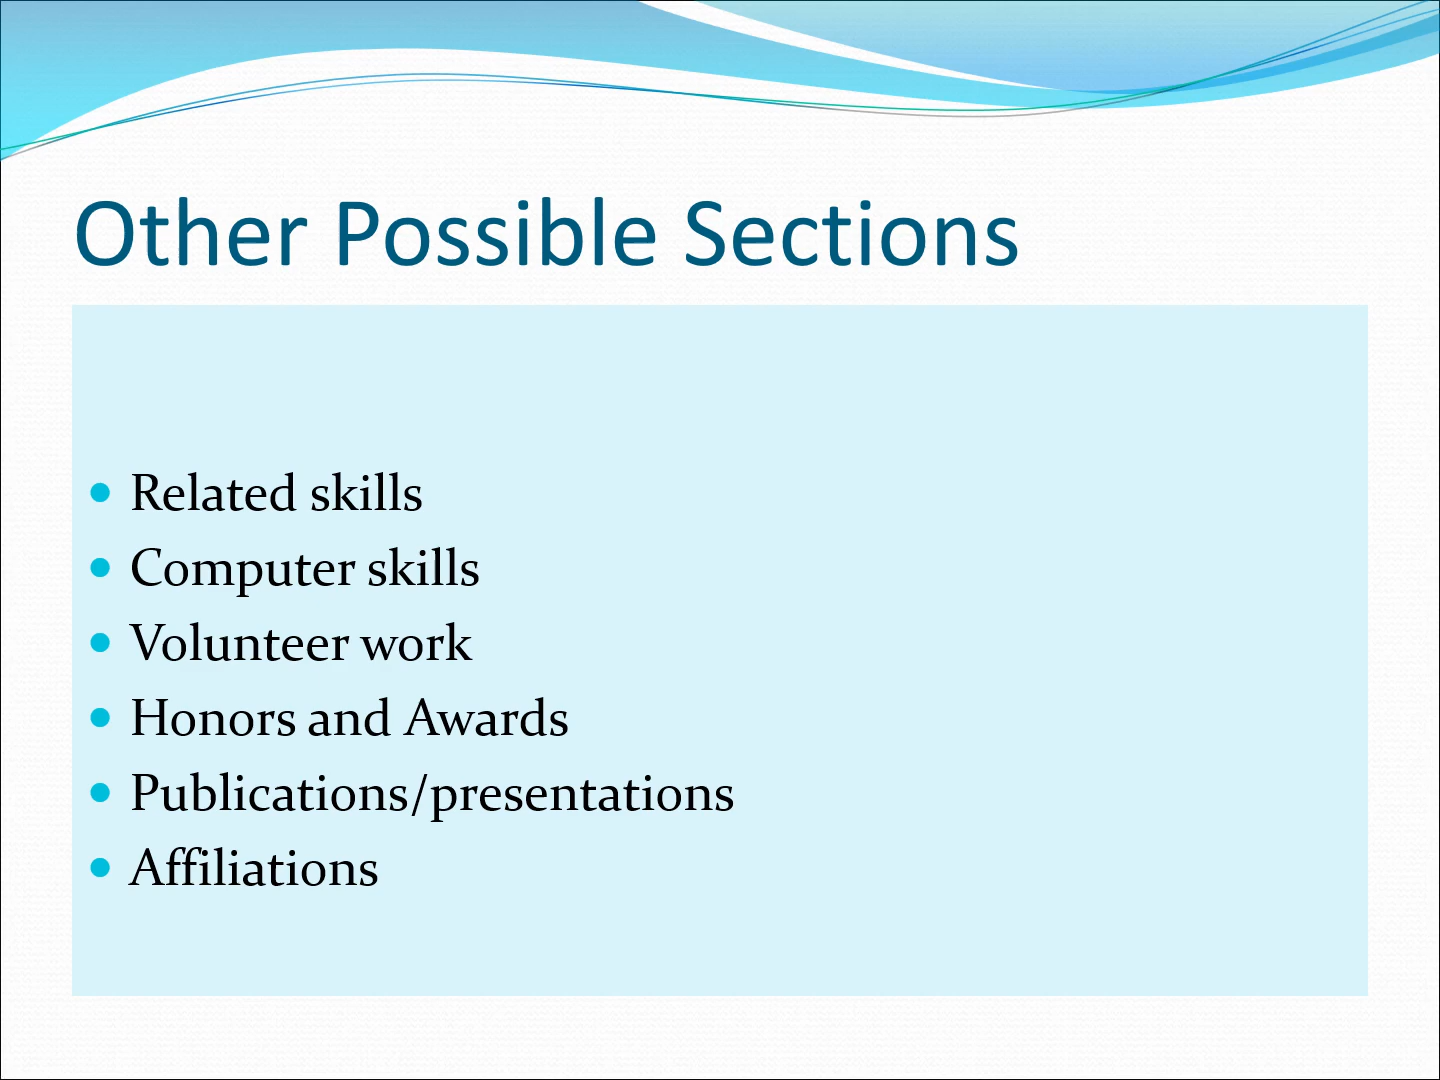 Other Possible Sections
Related skills
Computer skills
Volunteer work
Honors and Awards
Publications/presentations
Affiliations